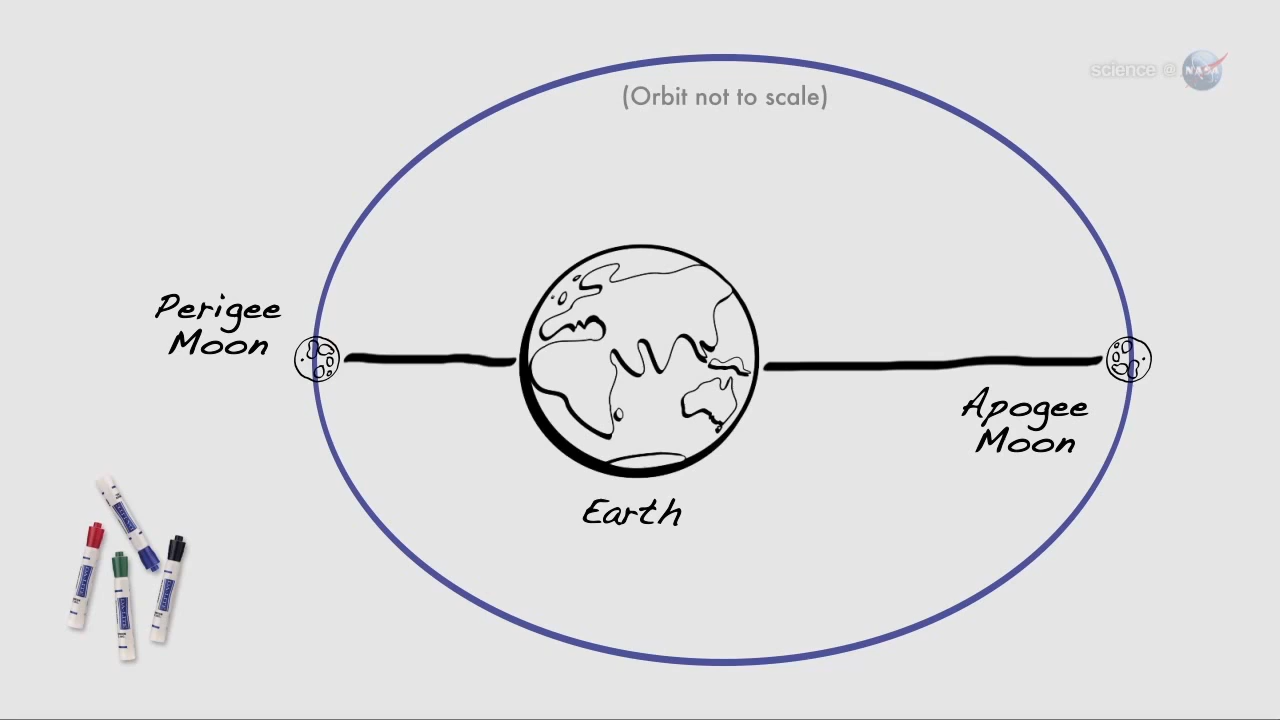 science @ NASA
(Orbit not to scale)
Perigee
Moon
Apogee
Moon
Earth